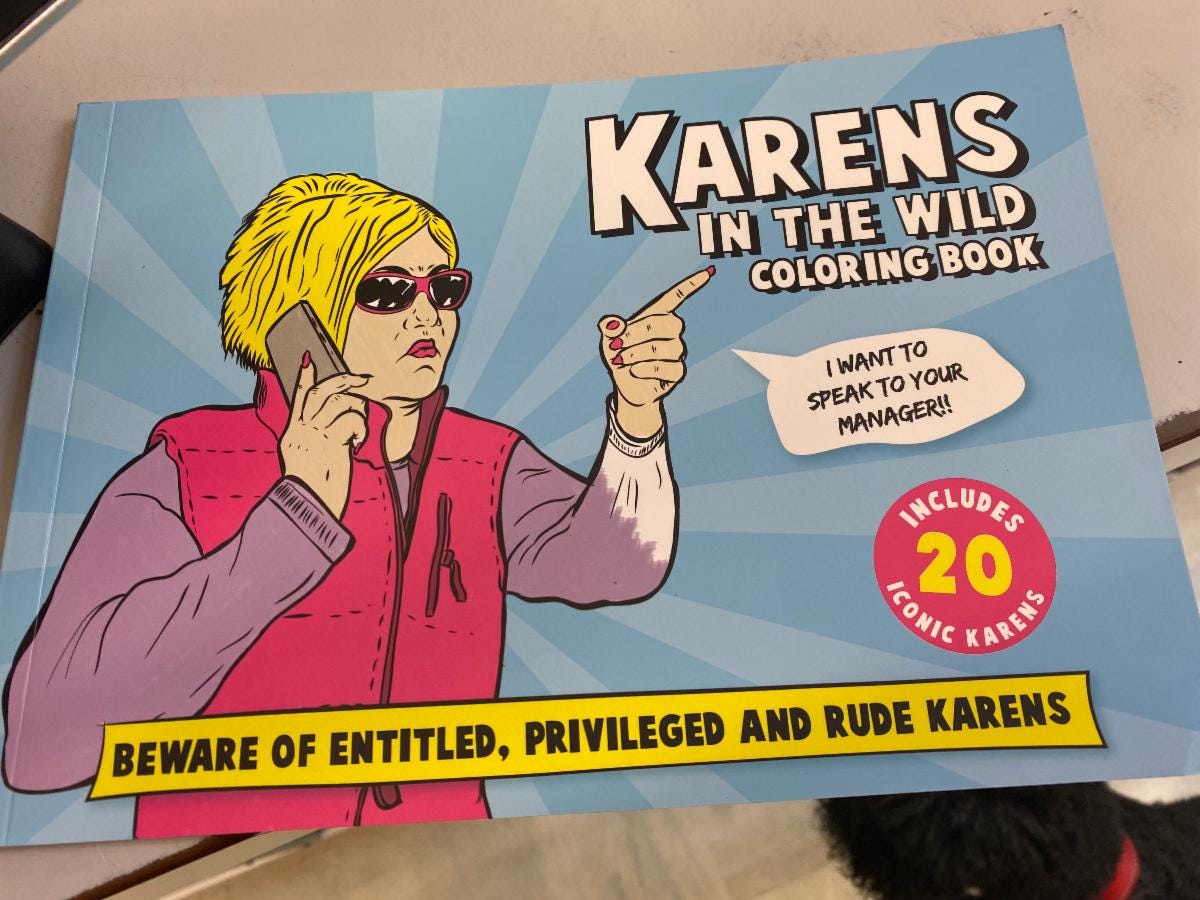 KARENS
IN THE WILD
COLORING BOOK
I WANT TO
SPEAK TO YOUR
MANAGER!!
INCLUDES
20
ICONIC KARENS
BEWARE OF ENTITLED, PRIVILEGED AND RUDE KARENS